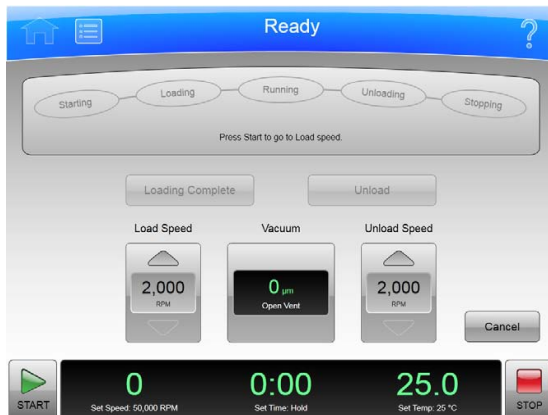 Ready
?
Starting
Loading
Running
Unloading
Stopping
Press Start to go to Load speed.
Loading Complete
Unload
Load Speed
Vacuum
Unload Speed
2,000
RPM
0 µm
Open Vent
2,000
RPM
Cancel
START
0
Set Speed: 50,000 RPM
0:00
Set Time: Hold
25.0
Set Temp: 25 °C
STOP